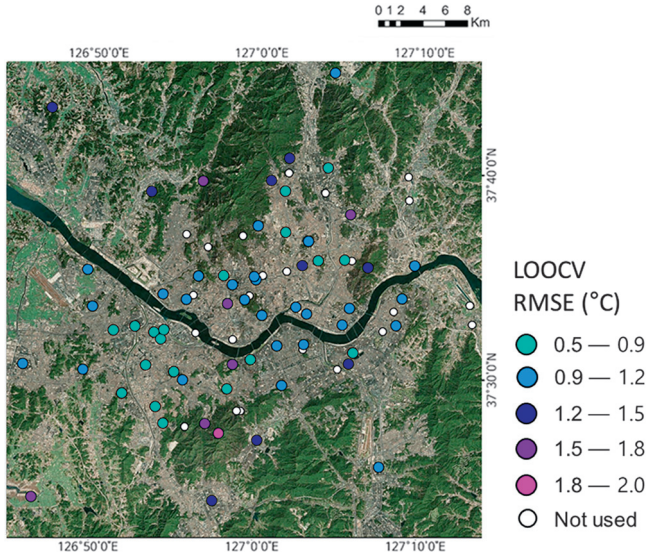 0 1 2 4 6 8
Km
126°50'0"E 127°0'0"E 127°10'0"E
37°40'0"N
37°30'0"N
LOOCV
RMSE (°C)
0.5 — 0.9
0.9 — 1.2
1.2 — 1.5
1.5 — 1.8
1.8 — 2.0
Not used
126°50'0"E 127°0'0"E 127°10'0"E